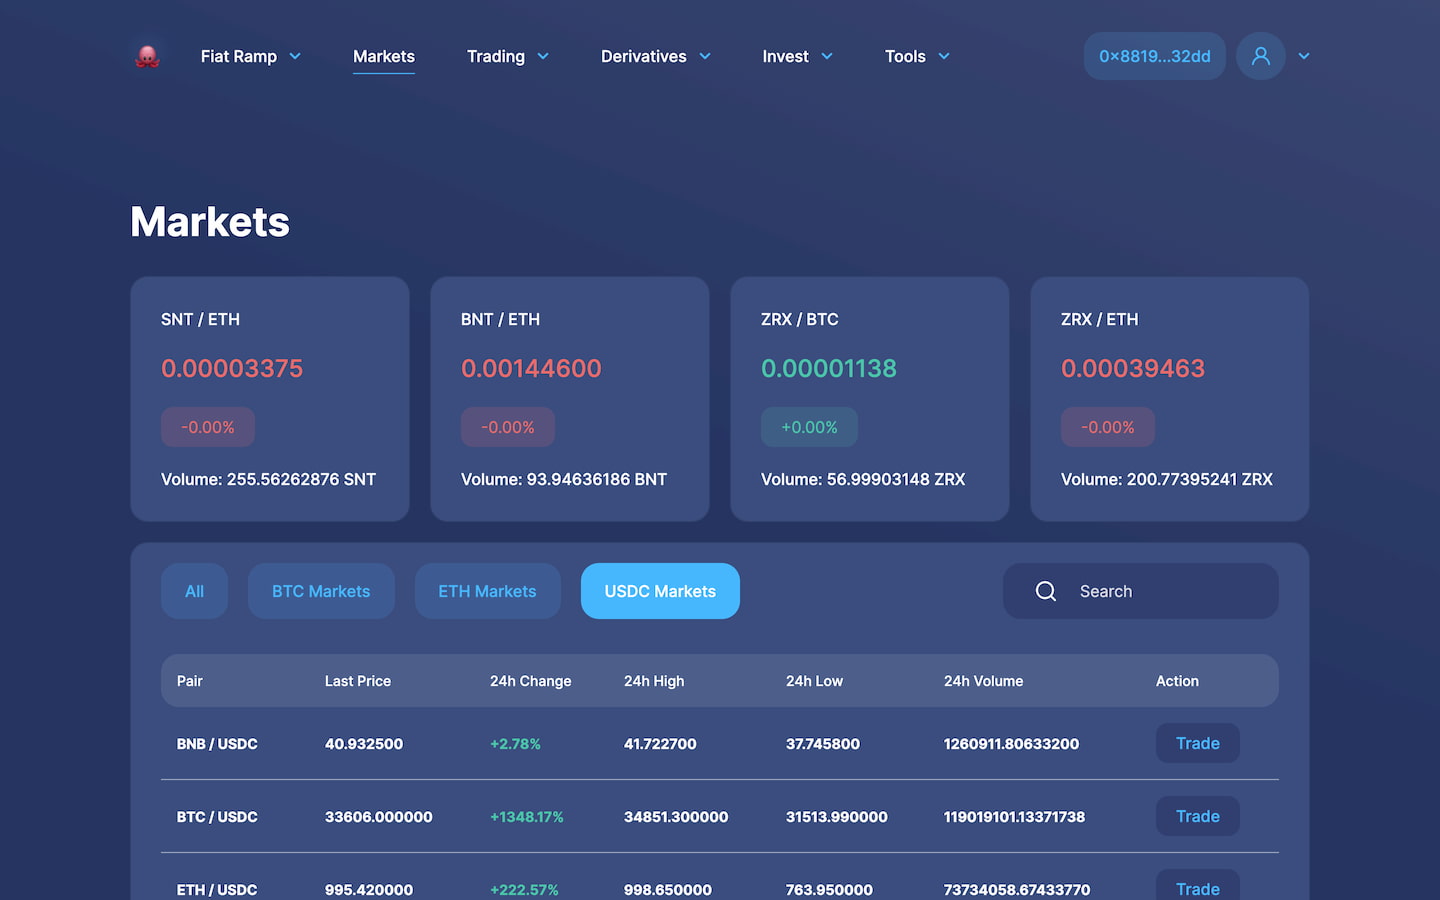 Fiat Ramp Markets Trading Derivatives Invest Tools 0×8819...32dd
Markets
SNT / ETH
0.00003375
-0.00%
Volume: 255.56262876 SNT
BNT / ETH
0.00144600
-0.00%
Volume: 93.94636186 BNT
ZRX / BTC
0.00001138
+0.00%
Volume: 56.99903148 ZRX
ZRX / ETH
0.00039463
-0.00%
Volume: 200.77395241 ZRX
All BTC Markets ETH Markets USDC Markets Search
Pair Last Price 24h Change 24h High 24h Low 24h Volume Action
BNB / USDC 40.932500 +2.78% 41.722700 37.745800 1260911.80633200 Trade
BTC / USDC 33606.000000 +1348.17% 34851.300000 31513.990000 119019101.13371738 Trade
ETH / USDC 995.420000 +222.57% 998.650000 763.950000 73734058.67433770 Trade